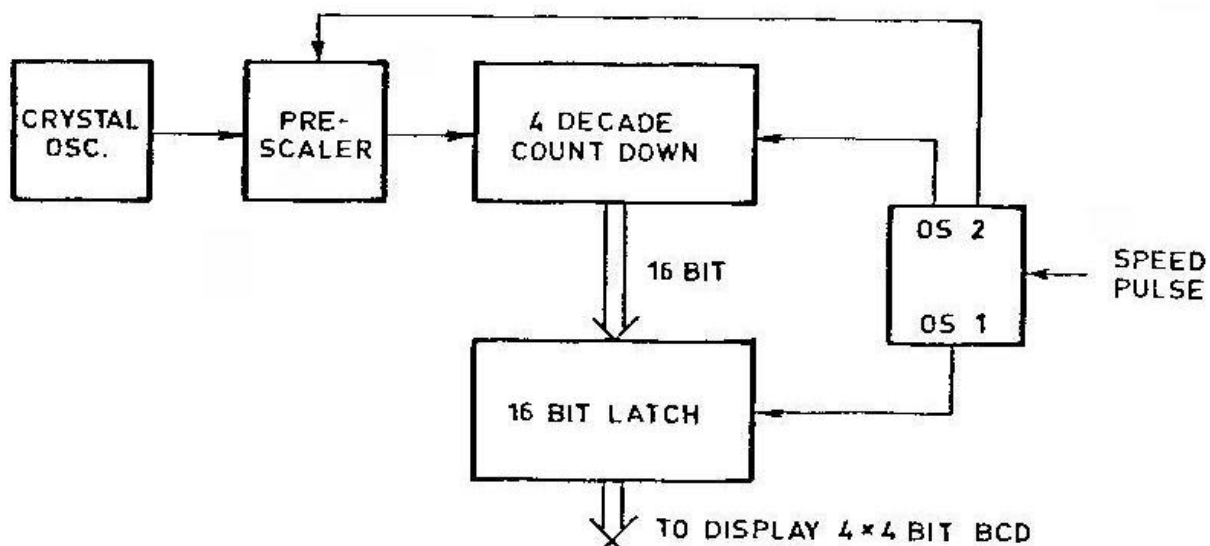 CRYSTAL
OSC.
PRE-
SCALER
4 DECADE
COUNT DOWN
OS 2
OS 1
SPEED
PULSE
16 BIT
16 BIT LATCH
TO DISPLAY 4×4 BIT BCD